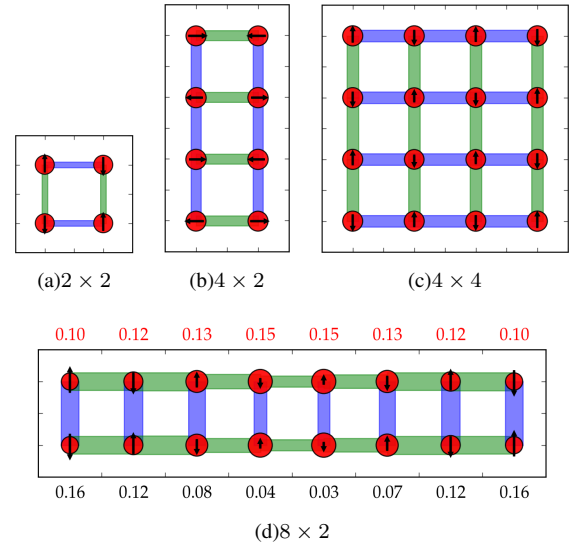 (a)2 × 2
(b)4 × 2
(c)4 × 4
0.10 0.12 0.13 0.15 0.15 0.13 0.12 0.10
0.16 0.12 0.08 0.04 0.03 0.07 0.12 0.16
(d)8 × 2